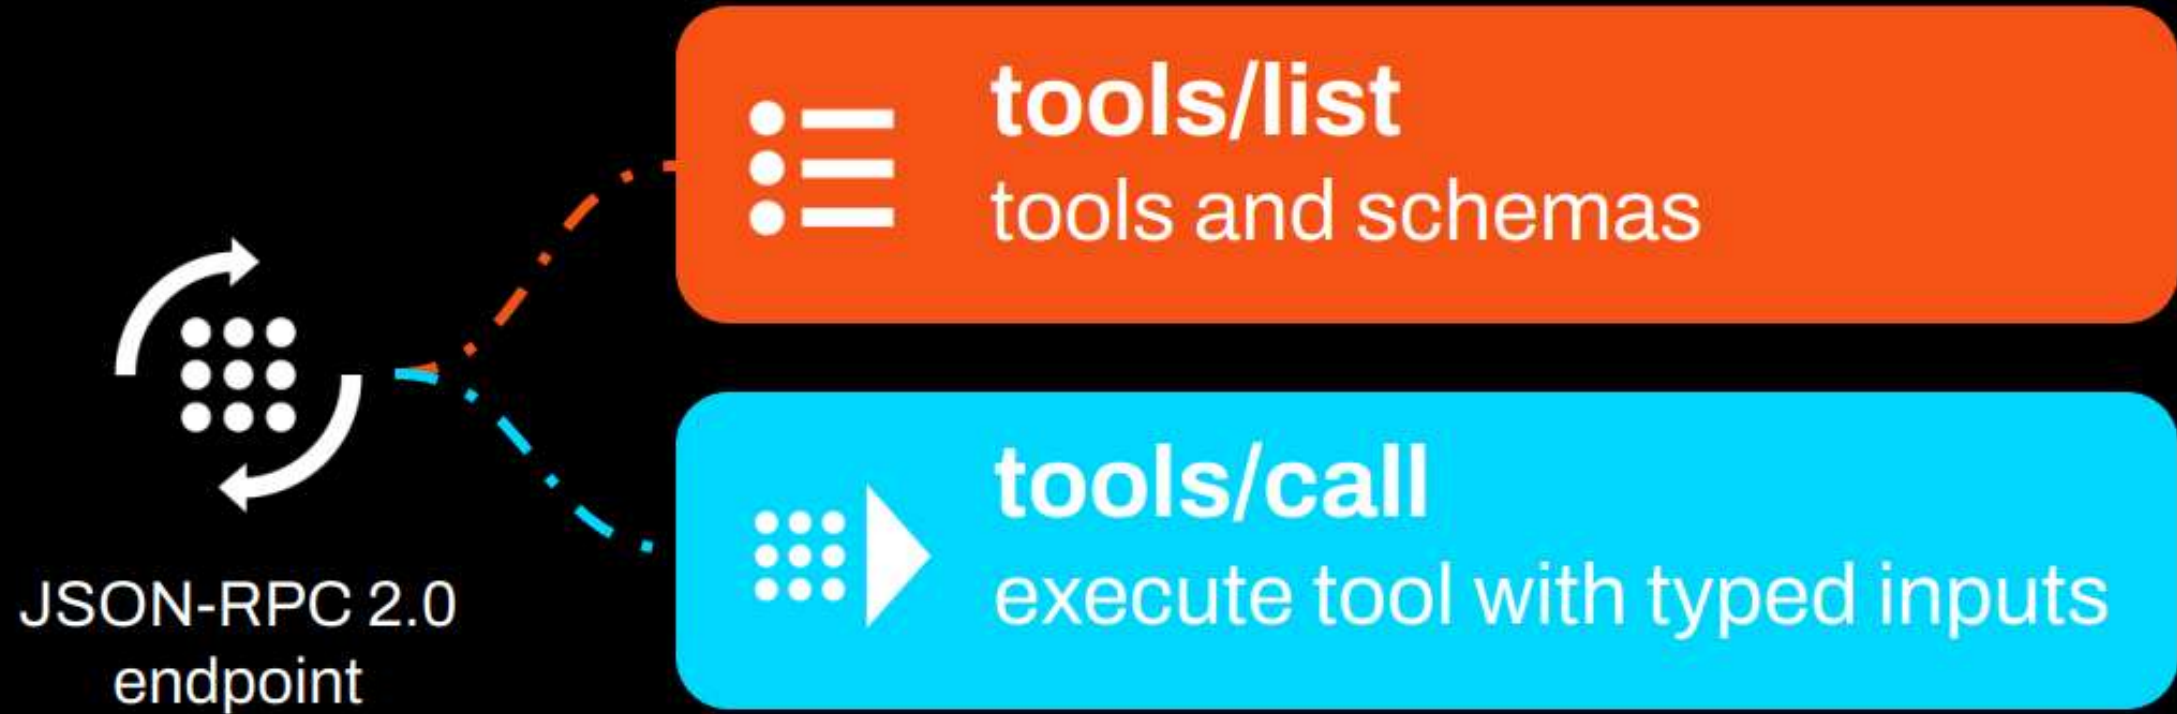 tools/list
tools and schemas
tools/call
execute tool with typed inputs
JSON-RPC 2.0
endpoint